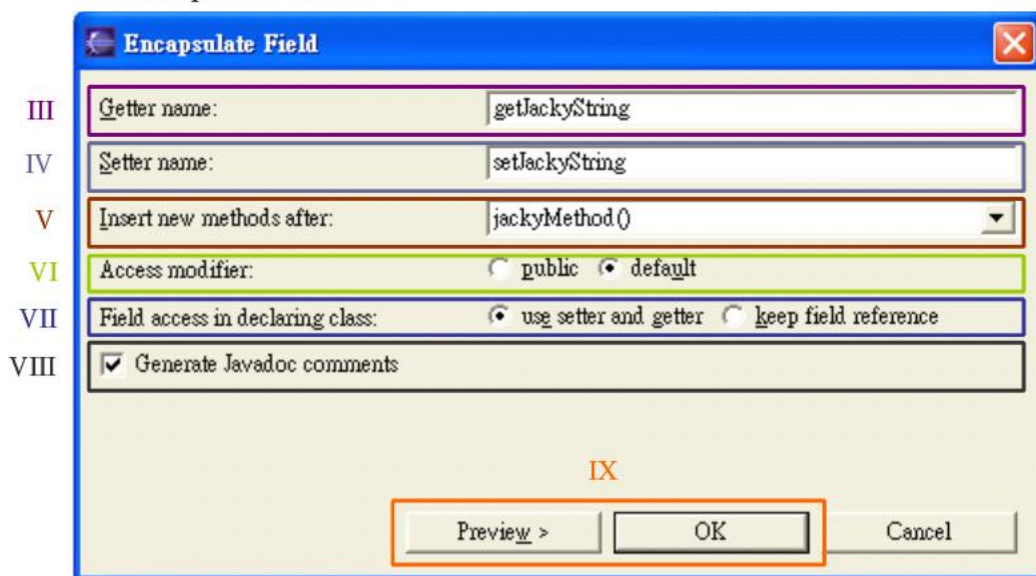 Encapsulate Field
III Getter name: getJackyString
IV Setter name: setJackyString
V Insert new methods after: jackyMethod()
VI Access modifier: public default
VII Field access in declaring class: use setter and getter keep field reference
VIII Generate Javadoc comments
IX
Preview > OK Cancel